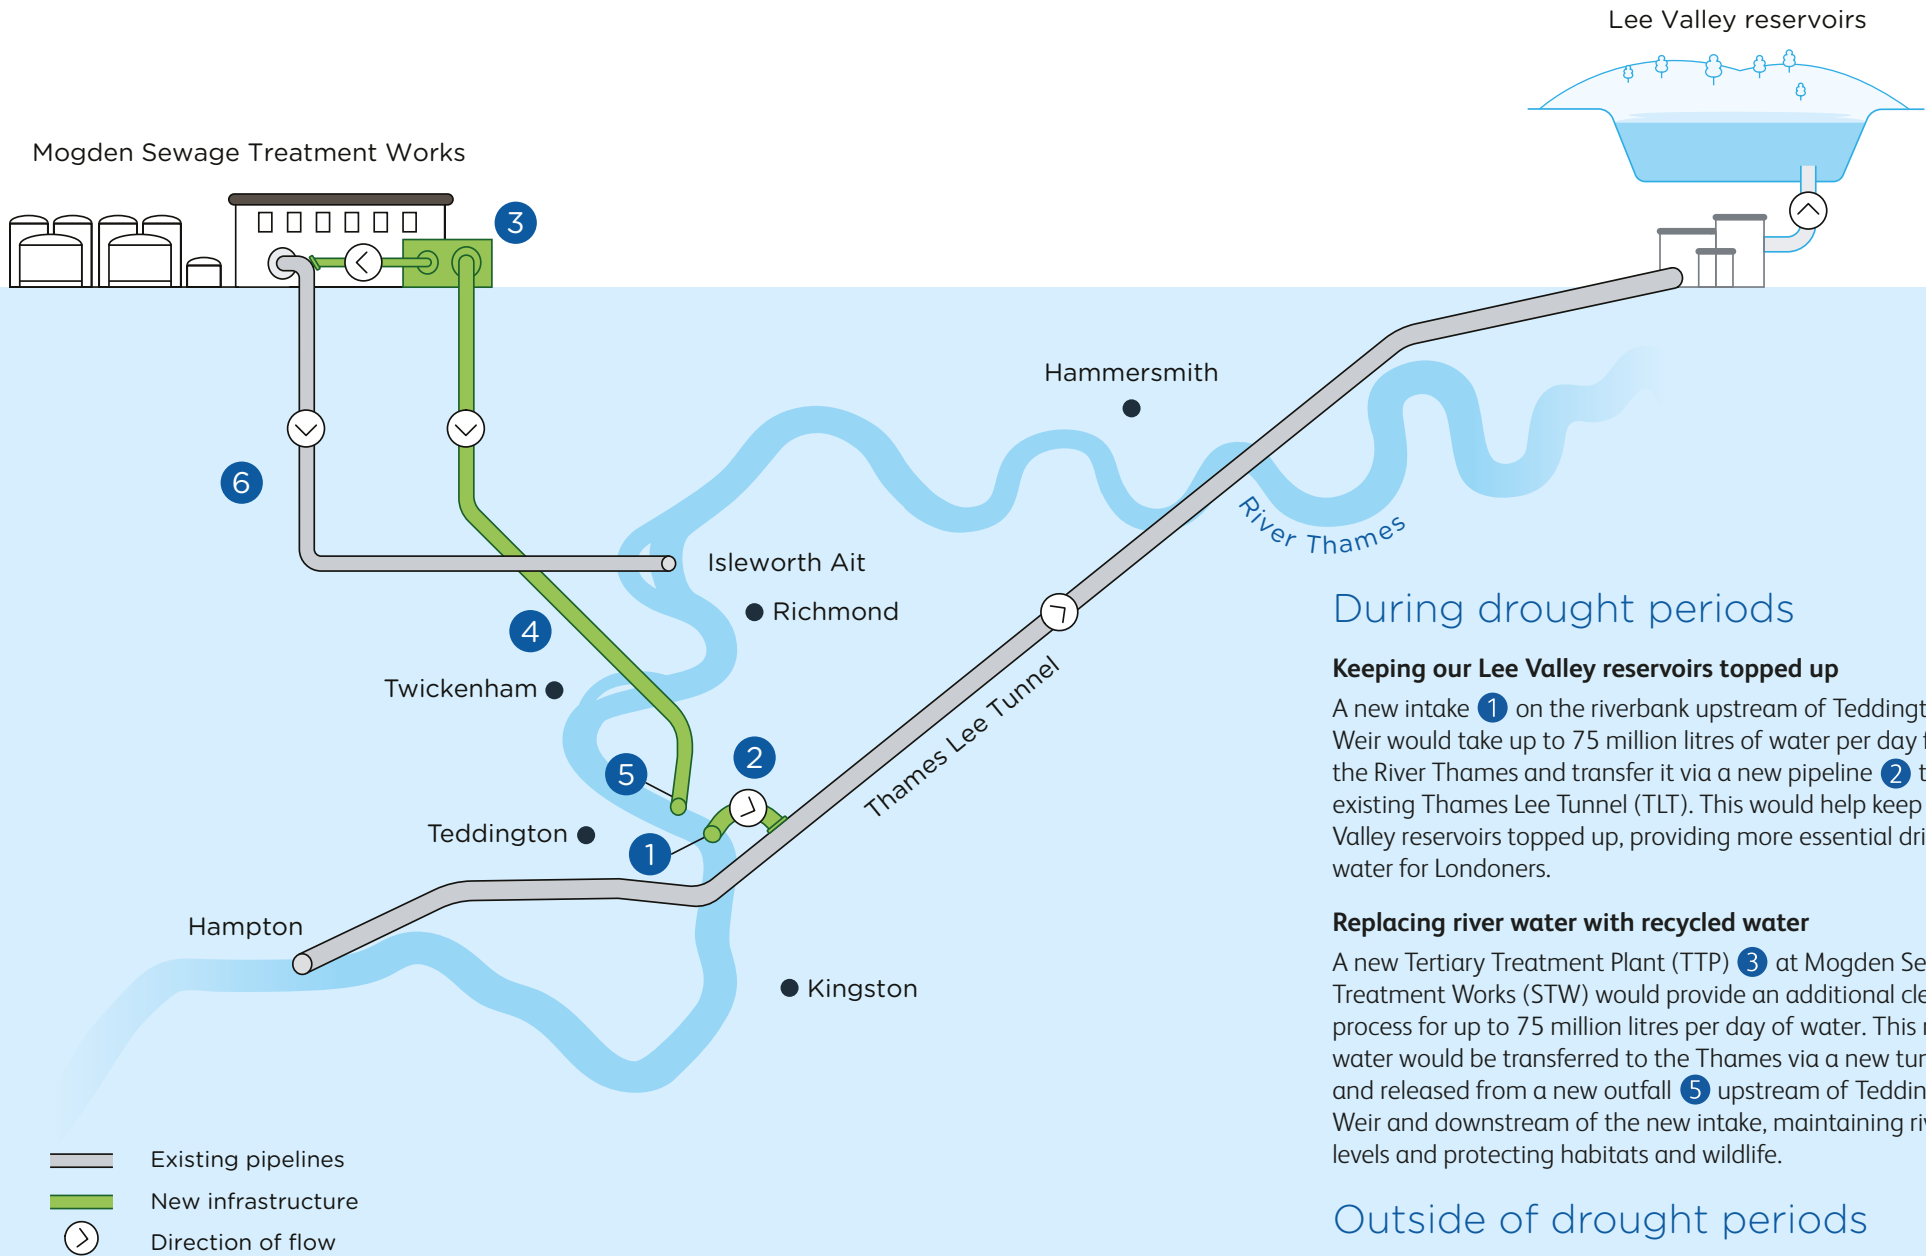 Lee Valley reservoirs
Mogden Sewage Treatment Works
3
Hammersmith
6
River Thames
Isleworth Ait
Richmond
4
Twickenham
Thames Lee Tunnel
5
2
Teddington
1
Hampton
Kingston
Existing pipelines
New infrastructure
Direction of flow
During drought periods
Keeping our Lee Valley reservoirs topped up
A new intake 1 on the riverbank upstream of
Weir would take up to 75 million litres of water per day
the River Thames and transfer it via a new pipeline 2
existing Thames Lee Tunnel (TLT). This would help keep
Valley reservoirs topped up, providing more essential
water for Londoners.
Replacing river water with recycled water
A new Tertiary Treatment Plant (TTP) 3 at Mogden
Treatment Works (STW) would provide an additional
process for up to 75 million litres per day of water. This
water would be transferred to the Thames via a new
and released from a new outfall 5 upstream of
Weir and downstream of the new intake, maintaining
levels and protecting habitats and wildlife.
Outside of drought periods